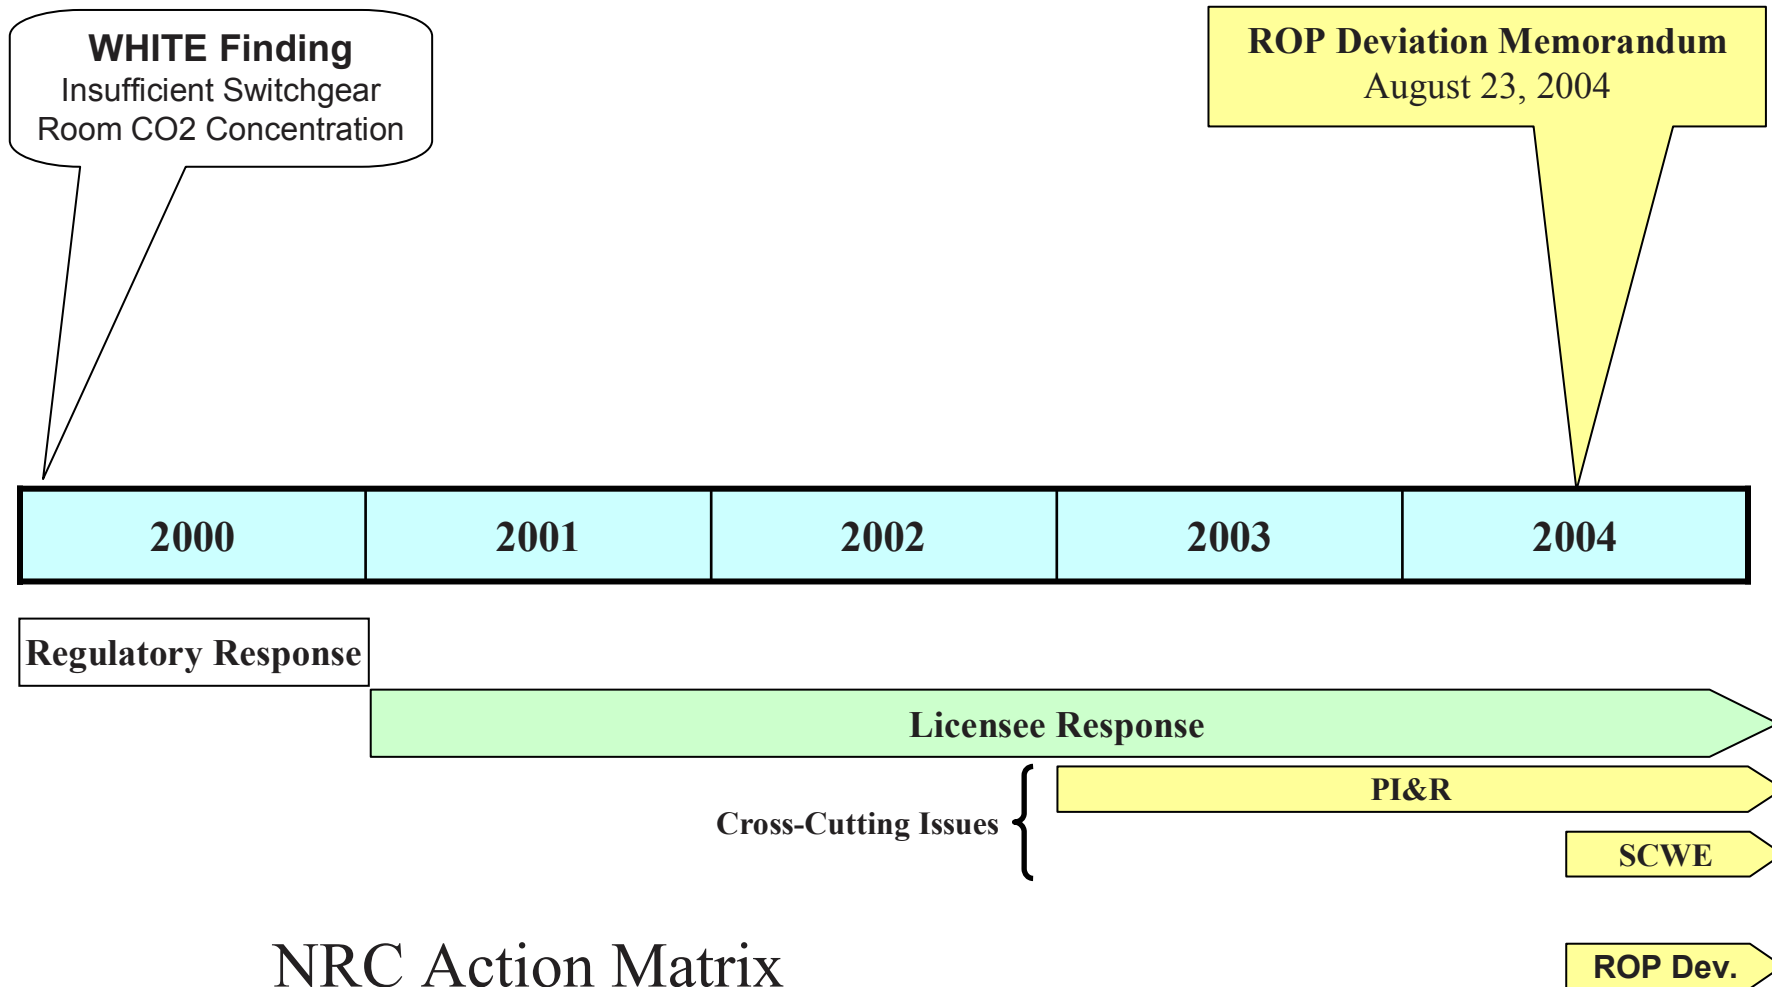 WHITE Finding
Insufficient Switchgear
Room CO2 Concentration
ROP Deviation Memorandum
August 23, 2004
2000 2001 2002 2003 2004
Regulatory Response
Licensee Response
PI&R
Cross-Cutting Issues
SCWE
NRC Action Matrix
ROP Dev.